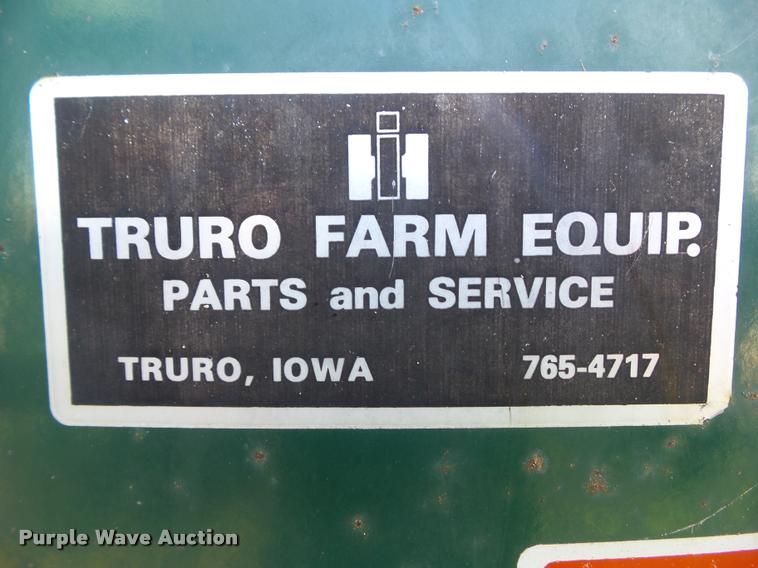 TRURO FARM EQUIP.
PARTS and SERVICE
TRURO, IOWA 765-4717
Purple Wave Auction